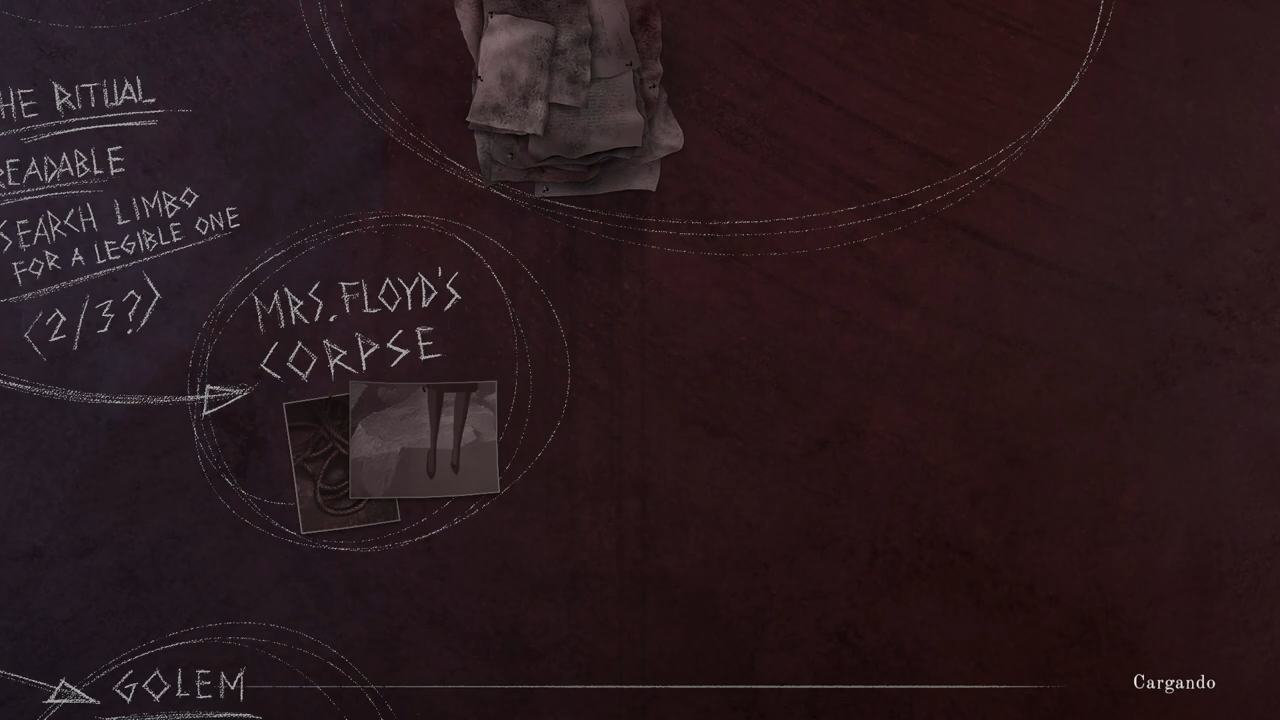 HE RITUAL
READABLE
SEARCH LIMBO
FOR A LEGIBLE ONE
(2/3?)
MRS. FLOYD'S
CORPSE
GOLEM
Cargando